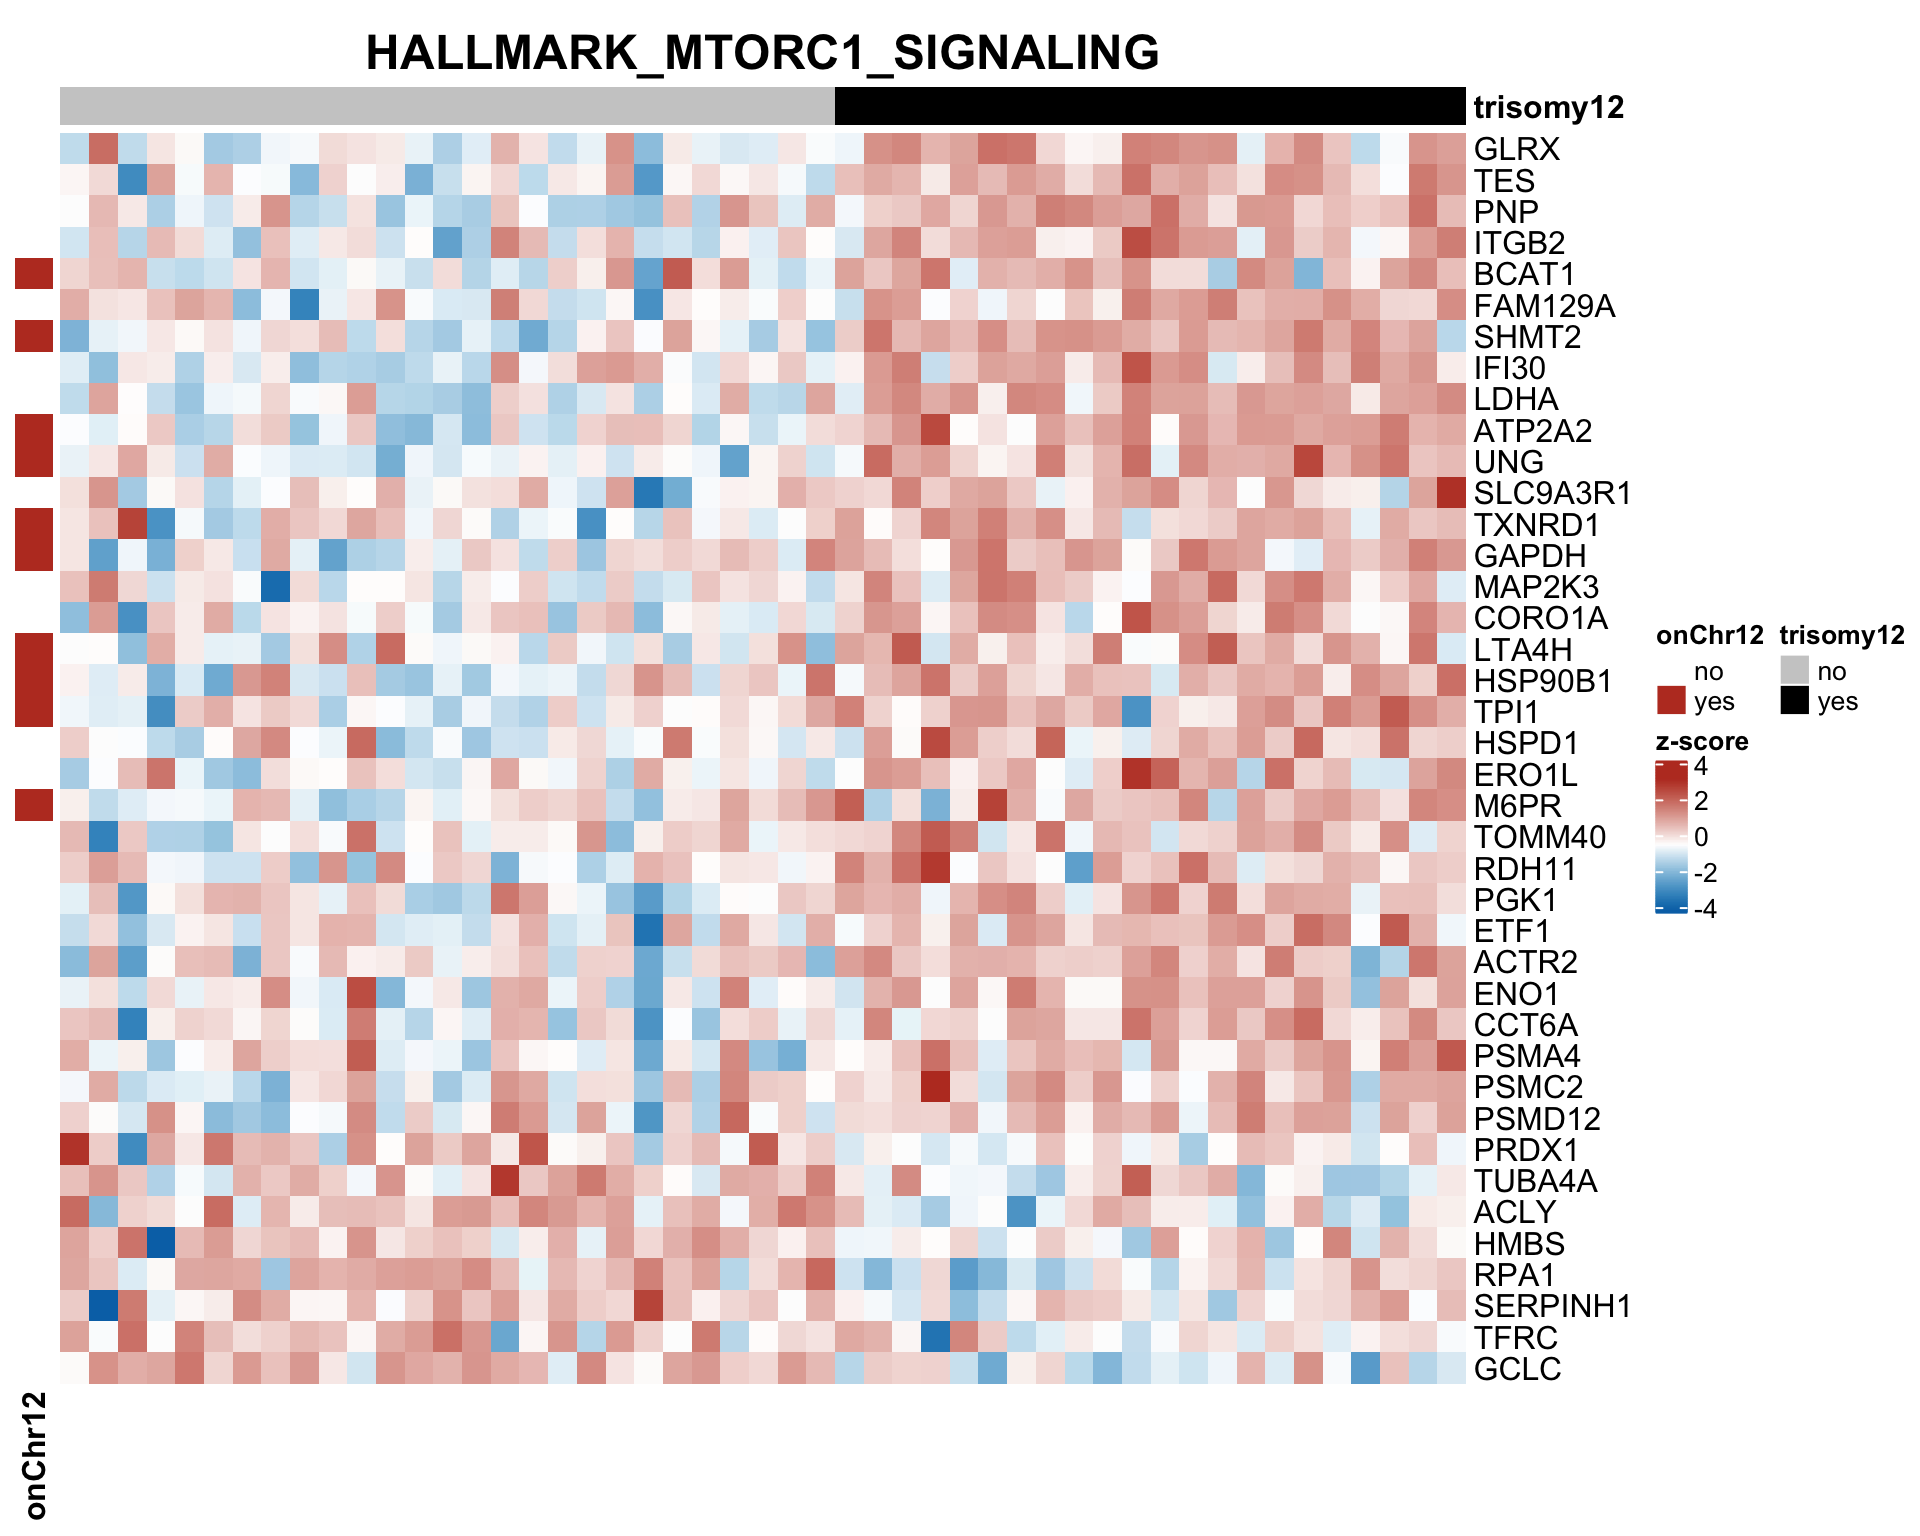 HALLMARK_MTORC1_SIGNALING
trisomy12
GLRX
TES
PNP
ITGB2
BCAT1
FAM129A
SHMT2
IFI30
LDHA
ATP2A2
UNG
SLC9A3R1
TXNRD1
GAPDH
MAP2K3
CORO1A
LTA4H
HSP90B1
TPI1
HSPD1
ERO1L
M6PR
TOMM40
RDH11
PGK1
ETF1
ACTR2
ENO1
CCT6A
PSMA4
PSMC2
PSMD12
PRDX1
TUBA4A
ACLY
HMBS
RPA1
SERPINH1
TFRC
GCLC
onChr12
onChr12
no
yes
trisomy12
no
yes
z-score
4
2
0
-2
-4